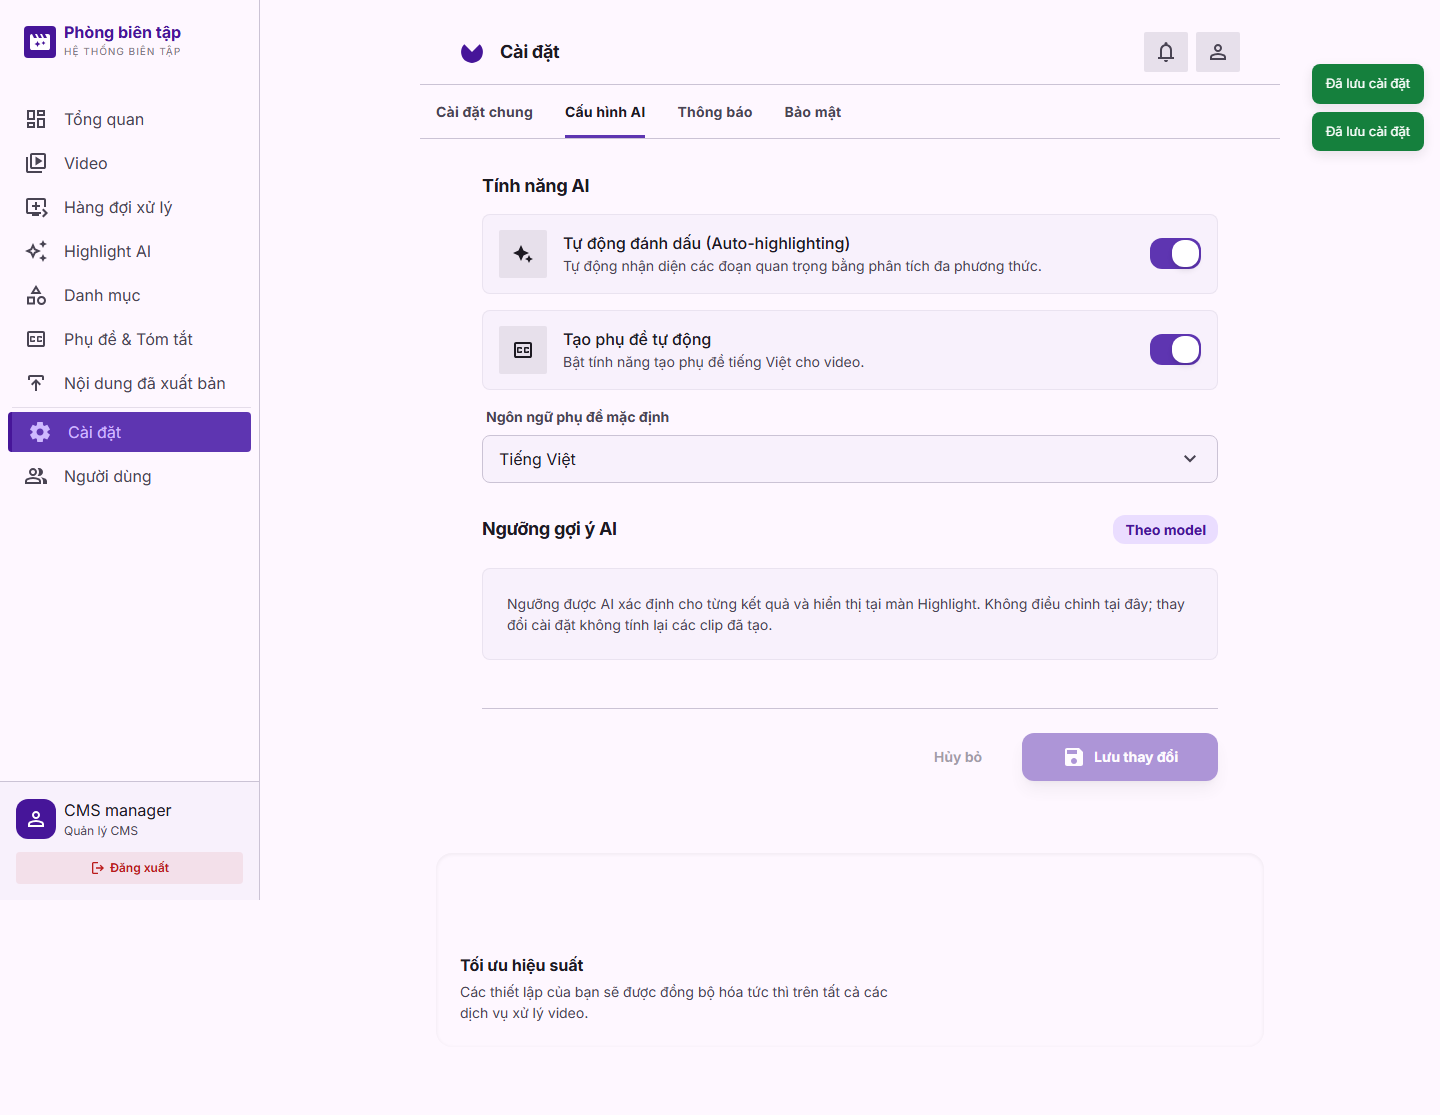 Phòng biên tập
HỆ THỐNG BIÊN TẬP
Tổng quan
Video
Hàng đợi xử lý
Highlight AI
Danh mục
Phụ đề & Tóm tắt
Nội dung đã xuất bản
Cài đặt
Người dùng
CMS manager
Quản lý CMS
Đăng xuất
Cài đặt
Cài đặt chung
Cấu hình AI
Thông báo
Bảo mật
Đã lưu cài đặt
Đã lưu cài đặt
Tính năng AI
Tự động đánh dấu (Auto-highlighting)
Tự động nhận diện các đoạn quan trọng bằng phân tích đa phương thức.
Tạo phụ đề tự động
Bật tính năng tạo phụ đề tiếng Việt cho video.
Ngôn ngữ phụ đề mặc định
Tiếng Việt
Ngưỡng gợi ý AI
Theo model
Ngưỡng được AI xác định cho từng kết quả và hiển thị tại màn Highlight. Không điều chỉnh tại đây; thay
đổi cài đặt không tính lại các clip đã tạo.
Hủy bỏ
Lưu thay đổi
Tối ưu hiệu suất
Các thiết lập của bạn sẽ được đồng bộ hóa tức thì trên tất cả các
dịch vụ xử lý video.